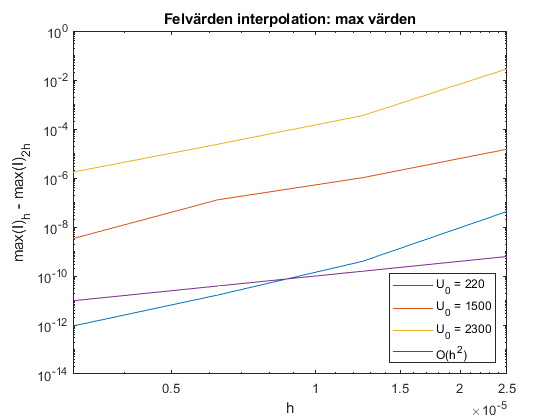 Felvärden interpolation: max värden
10^0
10^-2
10^-4
10^-6
10^-8
10^-10
10^-12
10^-14
max(I)_h - max(I)_2h
U_0 = 220
U_0 = 1500
U_0 = 2300
O(h^2)
0.5 1 1.5 2 2.5
h
×10^-5